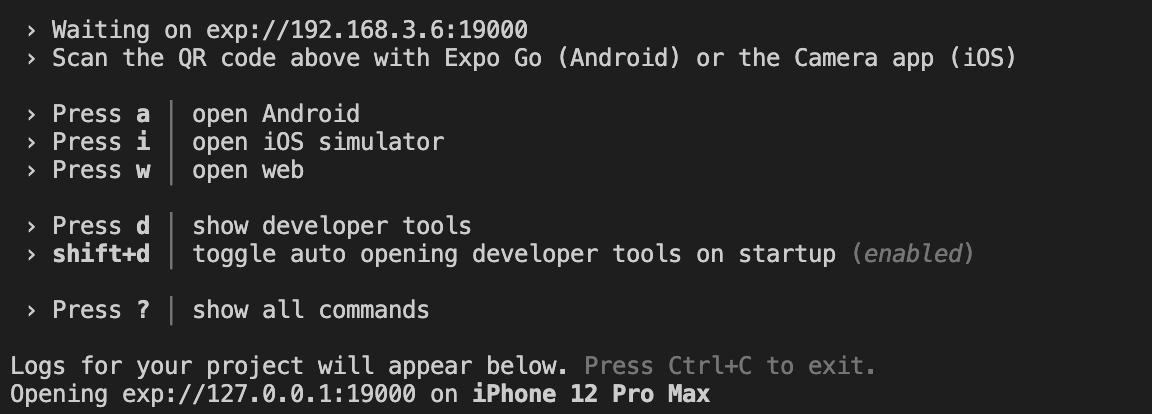 › Waiting on exp://192.168.3.6:19000
› Scan the QR code above with Expo Go (Android) or the Camera app (iOS)
› Press a │ open Android
› Press i │ open iOS simulator
› Press w │ open web
› Press d │ show developer tools
› shift+d │ toggle auto opening developer tools on startup (enabled)
› Press ? │ show all commands
Logs for your project will appear below. Press Ctrl+C to exit.
Opening exp://127.0.0.1:19000 on iPhone 12 Pro Max